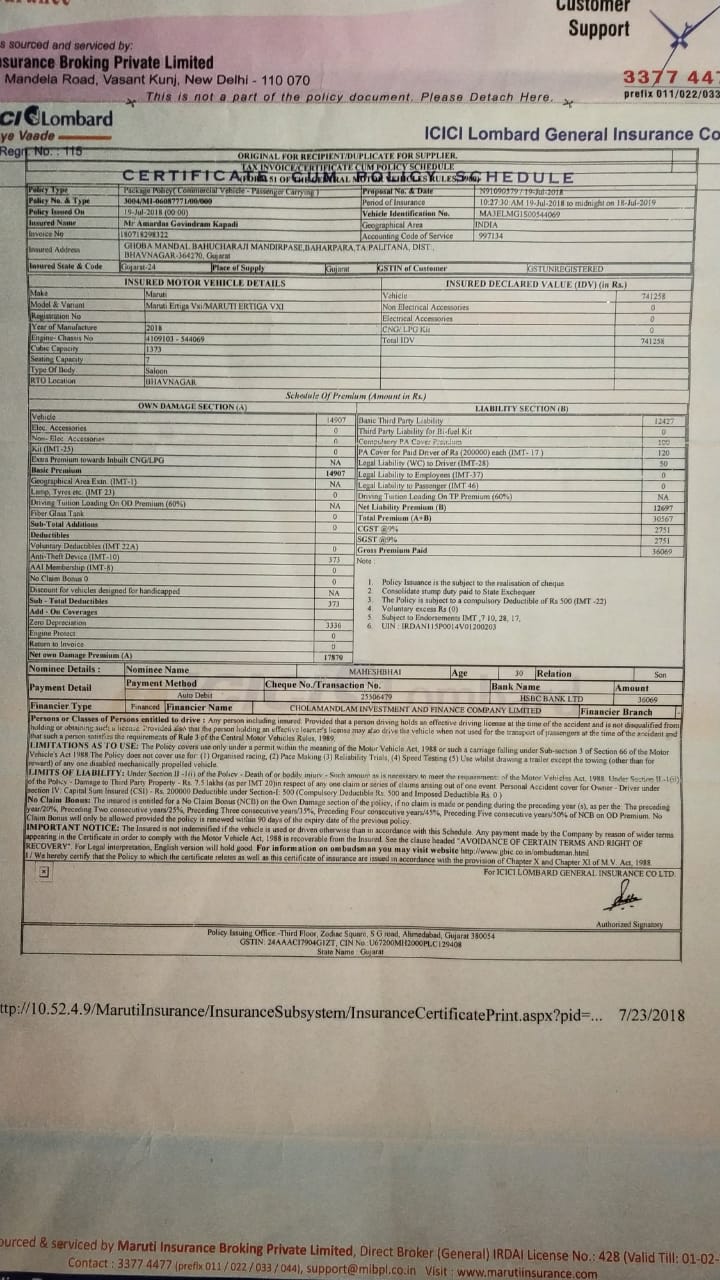 Customer
Support
s sourced and serviced by:
surance Broking Private Limited
Mandela Road, Vasant Kunj, New Delhi - 110 070
3377 447
prefix 011/022/033
This is not a part of the policy document. Please Detach Here.
CI Lombard
ye Vaade
ICICI Lombard General Insurance Co
Regn No. : 115
ORIGINAL FOR RECIPIENT/DUPLICATE FOR SUPPLIER.
TAX INVOICE/CERTIFICATE CUM POLICY SCHEDULE
Policy Type Package Policy( Commercial Vehicle - Passenger Carrying ) Proposal No. & Date N91090579 / 19-Jul-2018
Policy No. & Type Period of Insurance 10:27:30 AM 19-Jul-2018 to midnight on 18-Jul-2019
Policy Issued On 19-Jul-2018 (00:00) Vehicle Identification No. MAJELMG1S00544069
Insured Name Mr Amardas Govindram Kapadi Geographical Area INDIA
Invoice No 180718298322 Accounting Code of Service 997134
Insured Address GHOBA MANDAL,BAHUCHARAJI MANDIRPASE,BAHARPARA,TA:PALITANA, DIST.,
BHAVNAGAR-364270, Gujarat
Insured State & Code Gujarat-24 Place of Supply Gujarat GSTIN of Customer GSTUNREGISTERED
INSURED MOTOR VEHICLE DETAILS INSURED DECLARED VALUE (IDV) (in Rs.)
Make Maruti Vehicle 741258
Model & Variant Maruti Ertiga Vxi/MARUTI ERTIGA VXI Non Electrical Accessories 0
Registration No Electrical Accessories 0
Year of Manufacture 2018 CNG/ LPG Kit 0
Engine- Chassis No 4109103 - 544069 Total IDV 741258
Cubic Capacity 1373
Seating Capacity 7
Type Of Body Saloon
RTO Location BHAVNAGAR
Schedule Of Premium (Amount in Rs.)
OWN DAMAGE SECTION (A) LIABILITY SECTION (B)
Vehicle 14907 Basic Third Party Liability 12427
Elec. Accessories 0 Third Party Liability for Bi-fuel Kit 0
Non- Elec Accessories 0 Compulsory PA Cover Premium 100
Kit (IMT-25) 0 PA Cover for Paid Driver of Rs (200000) each (IMT- 17 ) 120
Extra Premium towards Inbuilt CNG/LPG NA Legal Liability (WC) to Driver (IMT-28) 50
Basic Premium 14907 Legal Liability to Employees (IMT-37) 0
Geographical Area Extn. (IMT-1) NA Legal Liability to Passenger (IMT 46) 0
Lamp, Tyres etc. (IMT 23) 0 Driving Tuition Loading On TP Premium (60%) NA
Driving Tuition Loading On OD Premium (60%) NA Net Liability Premium (B) 12697
Fiber Glass Tank 0 Total Premium (A+B) 30567
Sub-Total Additions 0 CGST @9% 2751
Deductibles SGST @9% 2751
Voluntary Deductibles (IMT 22A) 0 Gross Premium Paid 36069
Anti-Theft Device (IMT-10) 373 Note :
AAI Membership (IMT-8) 0
No Claim Bonus 0 0 1. Policy Issuance is the subject to the realisation of cheque
Discount for vehicles designed for handicapped NA 2. Consolidate stamp duty paid to State Exchequer
Sub - Total Deductibles 373 3. The Policy is subject to a compulsory Deductible of Rs 500 (IMT -22)
Add - On Coverages 4. Voluntary excess Rs (0)
Zero Depreciation 3336 5. Subject to Endorsements IMT ,7 10, 28, 17,
Engine Protect 0 6. UIN : IRDAN115P0014V01200203
Return to Invoice 0
Net own Damage Premium (A) 17870
Nominee Details : Nominee Name MAHESHBHAI Age 30 Relation Son
Payment Detail Payment Method Cheque No./Transaction No. Bank Name Amount
Auto Debit 25506479 HSBC BANK LTD 36069
Financier Type Financed Financier Name CHOLAMANDLAM INVESTMENT AND FINANCE COMPANY LIMITED Financier Branch
Persons or Classes of Persons entitled to drive : Any person including insured. Provided that a person driving holds an effective driving license at the time of the accident and is not disqualified from
holding or obtaining such a license. Provided also that the person holding an effective learner's license may also drive the vehicle when not used for the transport of passengers at the time of the accident and
that such a person satisfies the requirements of Rule 3 of the Central Motor Vehicles Rules, 1989.
LIMITATIONS AS TO USE: The Policy covers use only under a permit within the meaning of the Motor Vehicle Act, 1988 or such a carriage falling under Sub-section 3 of Section 66 of the Motor
Vehicle's Act 1988 The Policy does not cover use for: (1) Organised racing, (2) Pace Making (3) Reliability Trials, (4) Speed Testing (5) Use whilst drawing a trailer except the towing (other than for
reward) of any one disabled mechanically propelled vehicle.
LIMITS OF LIABILITY: Under Section II -1(i) of the Policy - Death of or bodily injury - Such amount as is necessary to meet the requirement of the Motor Vehicles Act, 1988. Under Section II -1(ii)
of the Policy - Damage to Third Party Property - Rs. 7.5 lakhs (as per IMT 20)in respect of any one claim or series of claims arising out of one event. Personal Accident cover for Owner - Driver under
section IV: Capital Sum Insured (CSI) - Rs. 200000 Deductible under Section-I: 500 (Compulsory Deductible Rs. 500 and Imposed Deductible Rs. 0 )
No Claim Bonus: The insured is entitled for a No Claim Bonus (NCB) on the Own Damage section of the policy, if no claim is made or pending during the preceding year (s), as per the: The preceding
year/20%, Preceding Two consecutive years/25%, Preceding Three consecutive years/35%, Preceding Four consecutive years/45%, Preceding Five consecutive years/50% of NCB on OD Premium. No
Claim Bonus will only be allowed provided the policy is renewed within 90 days of the expiry date of the previous policy.
IMPORTANT NOTICE: The Insured is not indemnified if the vehicle is used or driven otherwise than in accordance with this Schedule. Any payment made by the Company by reason of wider terms
appearing in the Certificate in order to comply with the Motor Vehicle Act, 1988 is recoverable from the Insured. See the clause headed "AVOIDANCE OF CERTAIN TERMS AND RIGHT OF
RECOVERY". For Legal interpretation, English version will hold good. For information on ombudsman you may visit website http://www.gbic.co.in/ombudsman.html
I / We hereby certify that the Policy to which the certificate relates as well as this certificate of insurance are issued in accordance with the provision of Chapter X and Chapter XI of M.V. Act, 1988.
For ICICI LOMBARD GENERAL INSURANCE CO LTD.
Authorized Signatory
Policy Issuing Office -Third Floor, Zodiac Square, S G road, Ahmedabad, Gujarat 380054
GSTIN: 24AAACI7904G1ZT, CIN No :U67200MH2000PLC129408
State Name : Gujarat
ttp://10.52.4.9/MarutiInsurance/InsuranceSubsystem/InsuranceCertificatePrint.aspx?pid=... 7/23/2018
ourced & serviced by Maruti Insurance Broking Private Limited, Direct Broker (General) IRDAI License No.: 428 (Valid Till: 01-02-
Contact : 3377 4477 (prefix 011 / 022 / 033 / 044), support@mibpl.co.in Visit : www.marutiinsurance.com